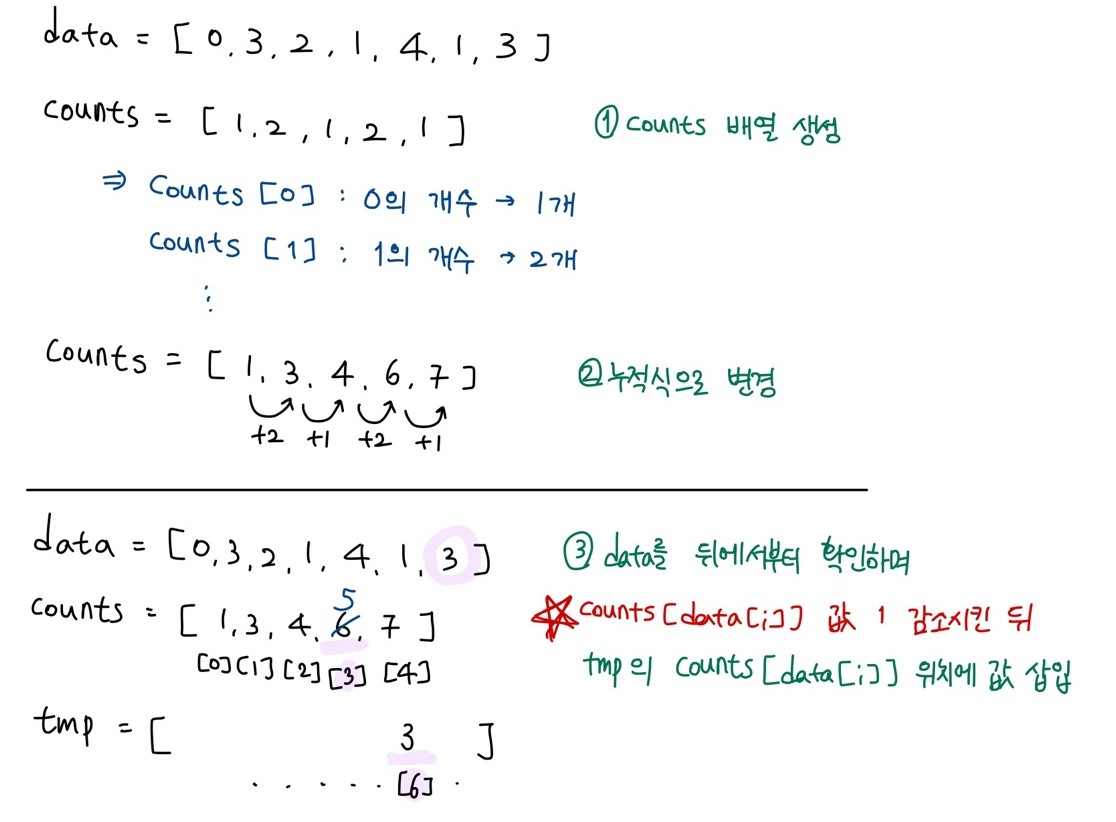 data = [ 0, 3, 2, 1, 4, 1, 3 ]
counts = [ 1, 2, 1, 2, 1 ] ① counts 배열 생성
⇒ Counts [0] : 0의 개수 → 1개
Counts [1] : 1의 개수 → 2개
⋮
Counts = [ 1, 3, 4, 6, 7 ] ② 누적식으로 변경
+2 +1 +2 +1
data = [0, 3, 2, 1, 4, 1, 3] ③ data를 뒤에서부터 확인하며
5
counts = [ 1, 3, 4, 6, 7 ] ☆ counts[data[i]] 값 1 감소시킨 뒤
[0] [1] [2] [3] [4] tmp의 counts[data[i]] 위치에 값 삽입
tmp = [ 3 ]
. . . . . [6] .